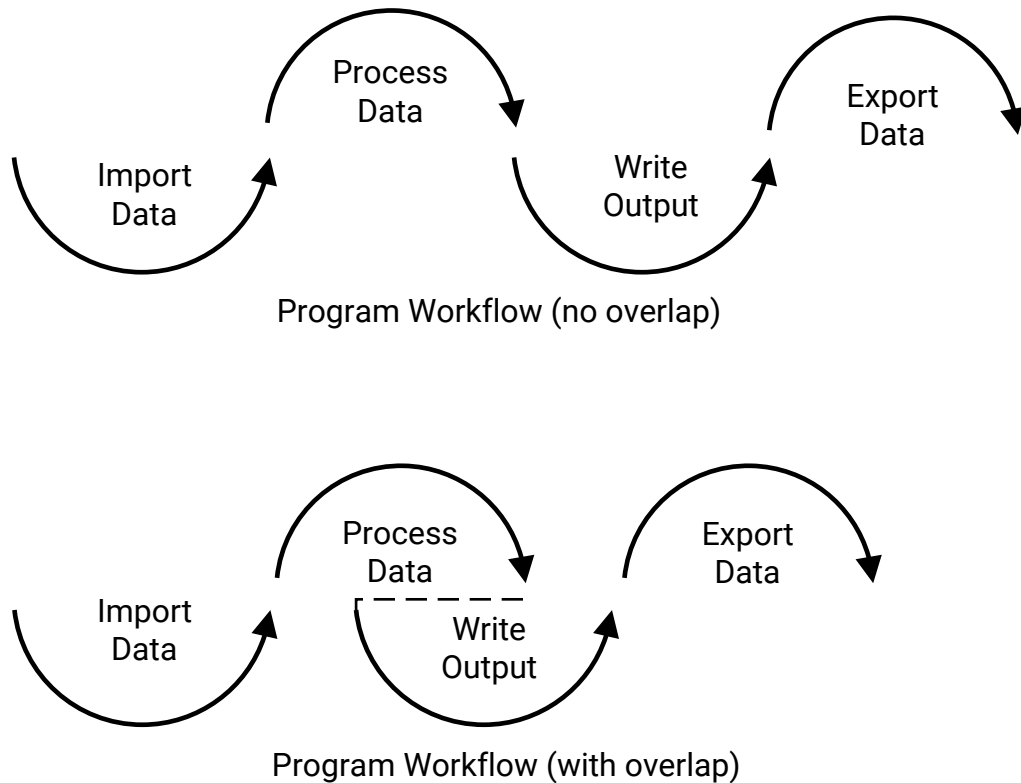 Process
Data
Export
Data
Import
Data
Write
Output
Program Workflow (no overlap)
Process
Data
Export
Data
Import
Data
Write
Output
Program Workflow (with overlap)